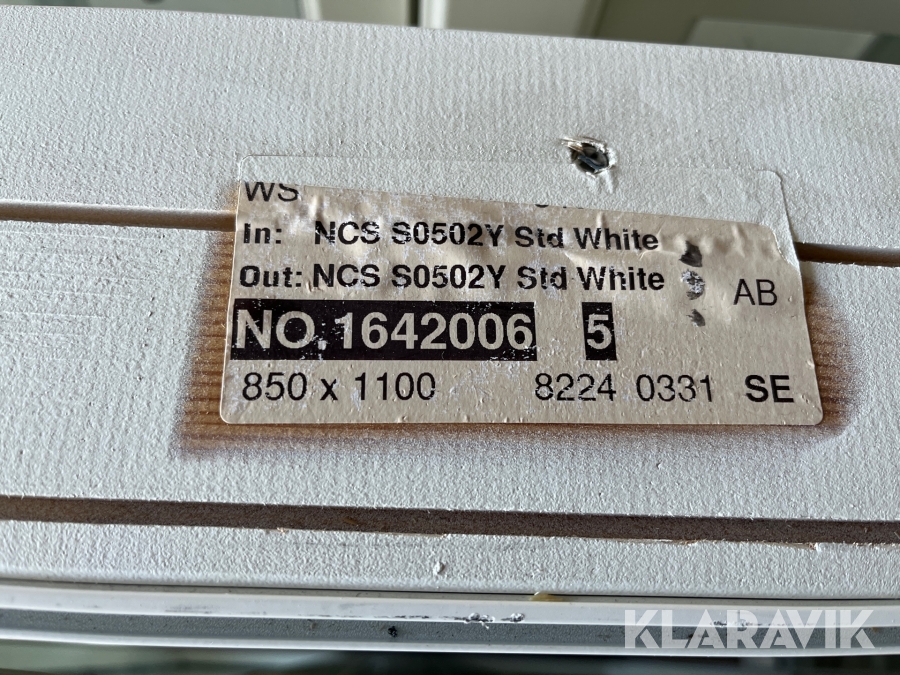 WS
In: NCS S0502Y Std White
Out: NCS S0502Y Std White
AB
NO.1642006 5
850 x 1100 8224 0331 SE
KLARAVIK